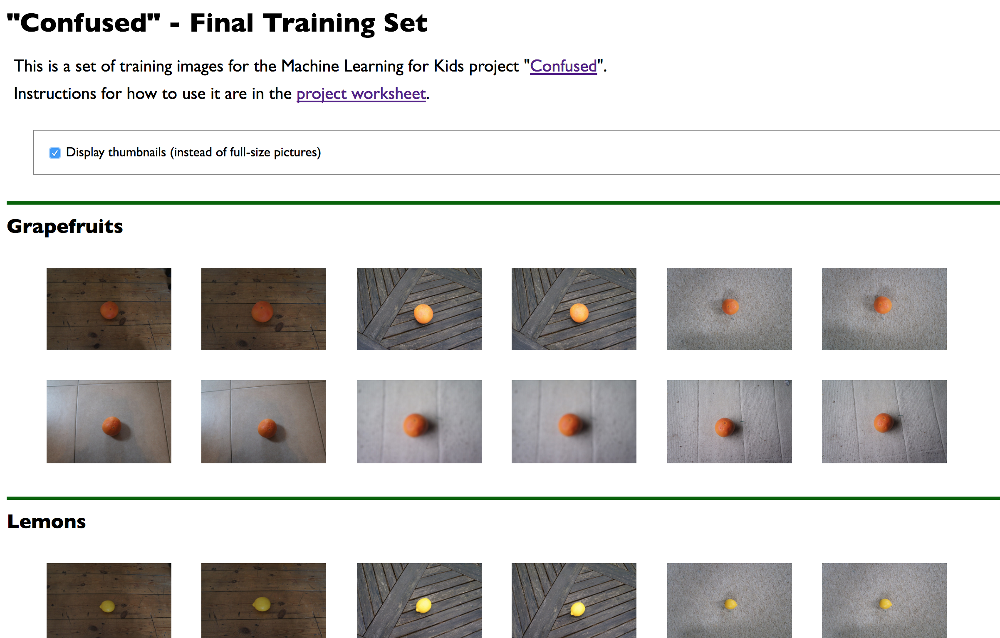 "Confused" - Final Training Set
This is a set of training images for the Machine Learning for Kids project "Confused".
Instructions for how to use it are in the project worksheet.
Display thumbnails (instead of full-size pictures)
Grapefruits
Lemons